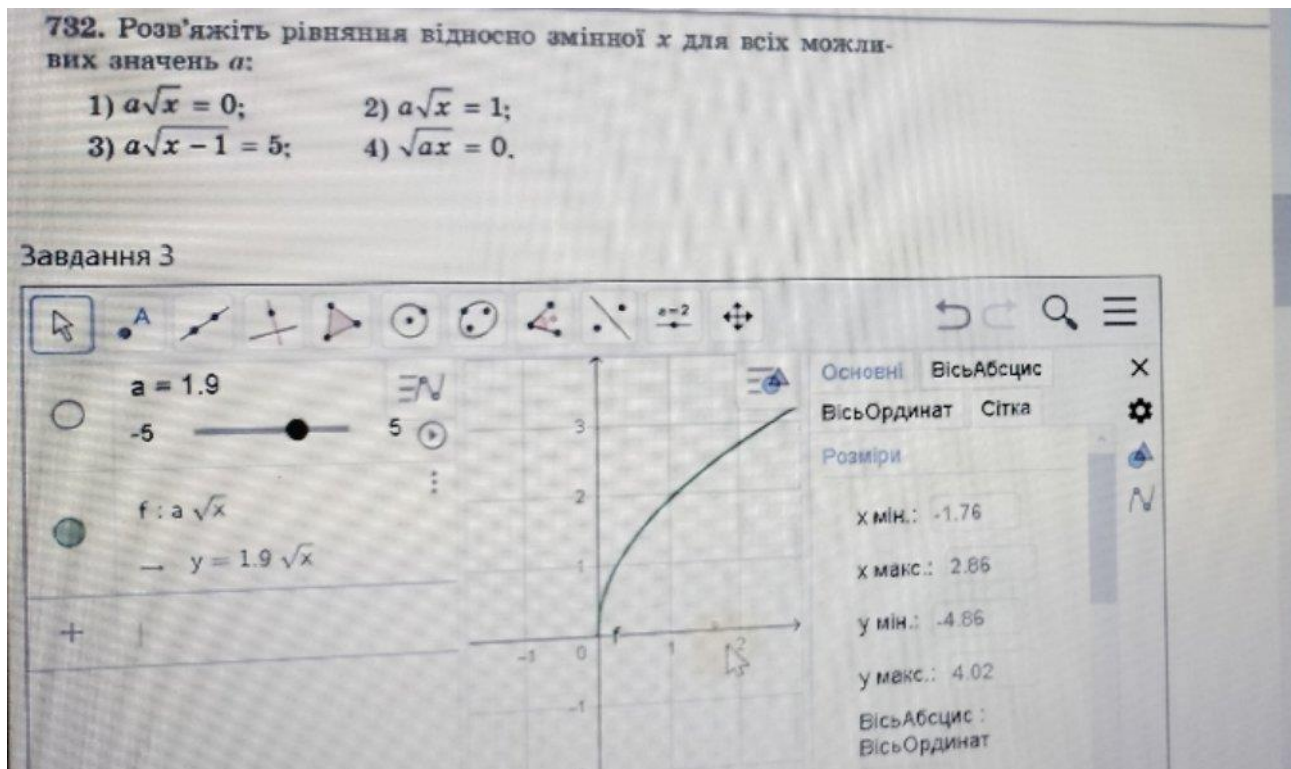 732. Розв'яжіть рівняння відносно змінної x для всіх можли-
вих значень a:
1) a√x = 0; 2) a√x = 1;
3) a√(x − 1) = 5; 4) √(ax) = 0.
Завдання 3
A
a=2
a = 1.9
-5 5
f : a √x
→ y = 1.9 √x
+
3
2
1
-1 0 1 2
-1
f
Основні ВісьАбсцис
ВісьОрдинат Сітка
Розміри
x мін.: -1.76
x макс.: 2.86
y мін.: -4.86
y макс.: 4.02
ВісьАбсцис :
ВісьОрдинат